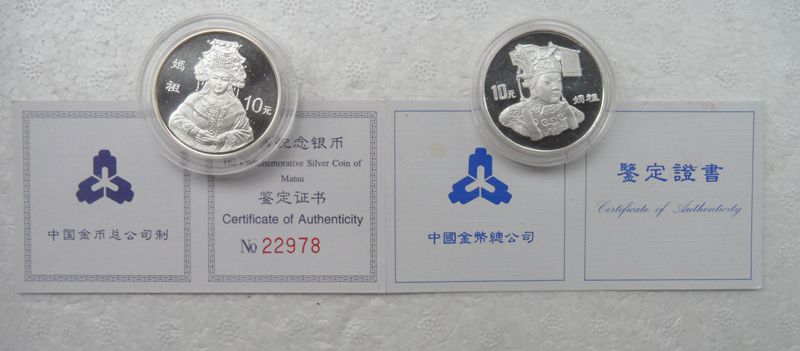 媽祖
10元
10元
媽祖
中国金币总公司制
纪念银币
Commemorative Silver Coin of
Matsu
鉴定证书
Certificate of Authenticity
№ 22978
中國金幣總公司
鑒定證書
Certificate of Authenticity